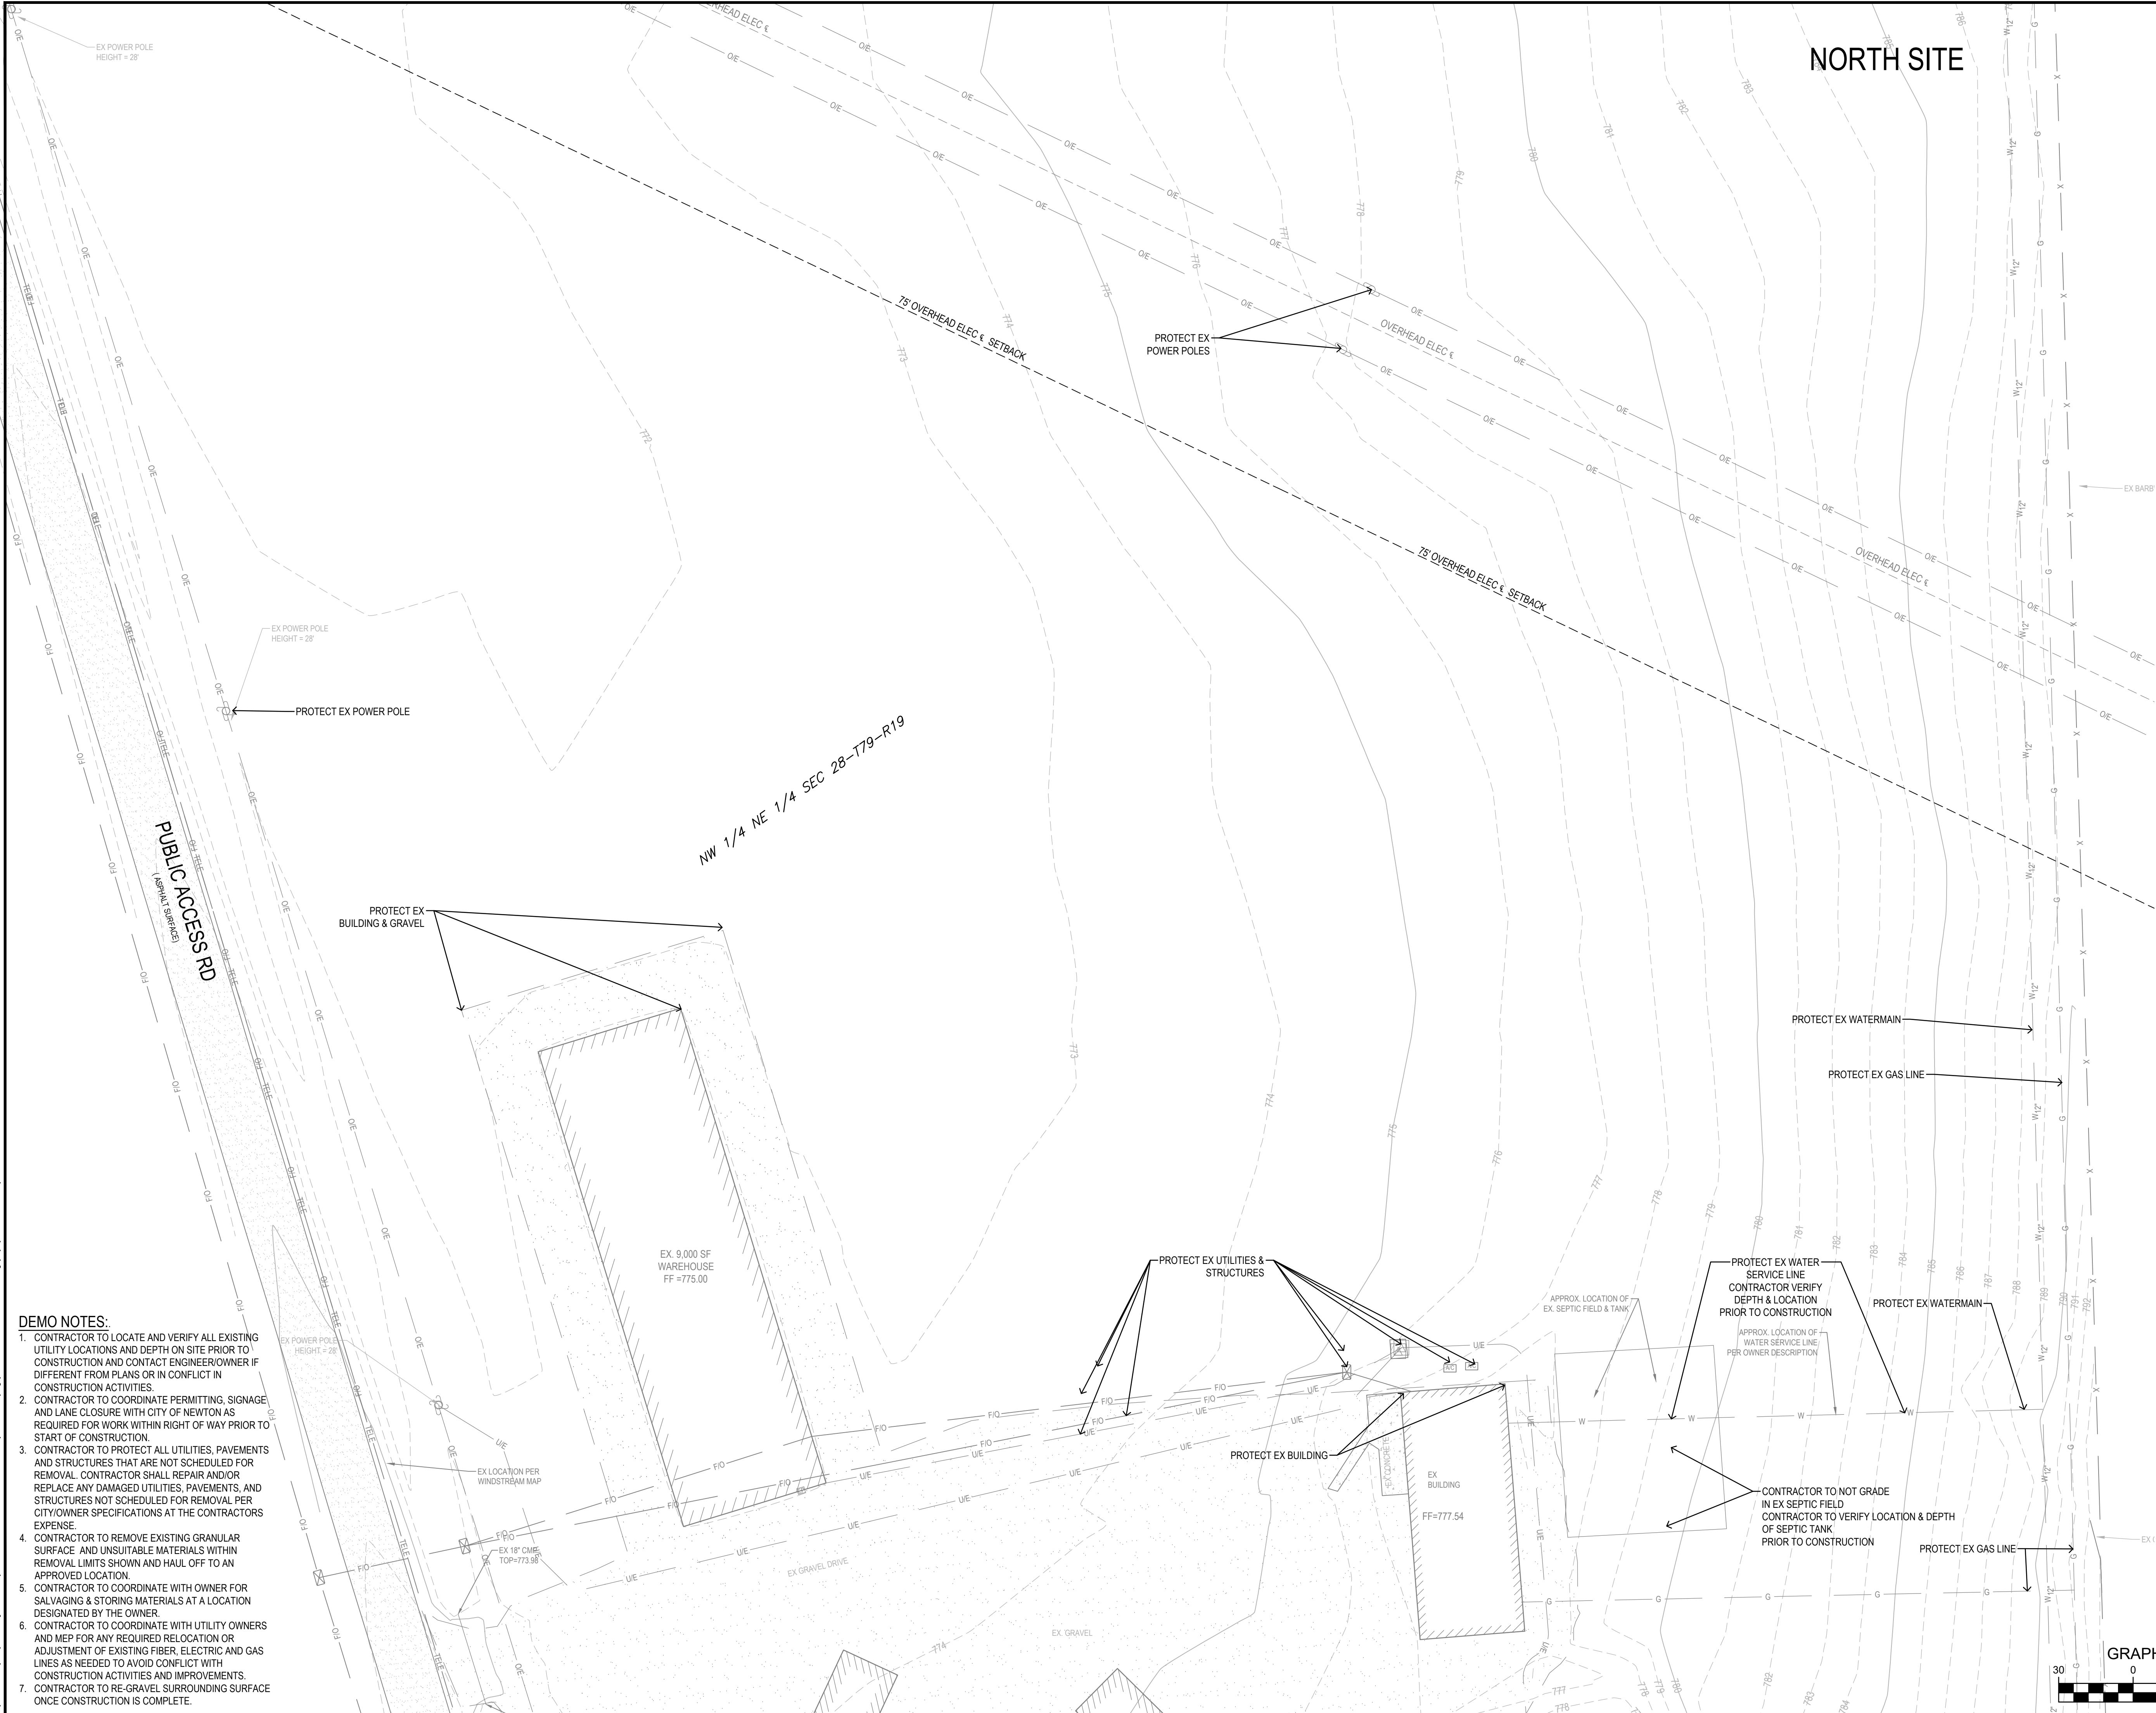 NORTH SITE
EX POWER POLE
HEIGHT = 28'
OVERHEAD ELEC ℄
75' OVERHEAD ELEC ℄ SETBACK
PROTECT EX
POWER POLES
OVERHEAD ELEC ℄
75' OVERHEAD ELEC ℄ SETBACK
OVERHEAD ELEC ℄
EX POWER POLE
HEIGHT = 28'
PROTECT EX POWER POLE
NW 1/4 NE 1/4 SEC 28-T79-R19
PUBLIC ACCESS RD
( ASPHALT SURFACE)
PROTECT EX
BUILDING & GRAVEL
PROTECT EX WATERMAIN
PROTECT EX GAS LINE
EX. 9,000 SF
WAREHOUSE
FF =775.00
PROTECT EX UTILITIES &
STRUCTURES
APPROX. LOCATION OF
EX. SEPTIC FIELD & TANK
PROTECT EX WATER
SERVICE LINE
CONTRACTOR VERIFY
DEPTH & LOCATION
PRIOR TO CONSTRUCTION
APPROX. LOCATION OF
WATER SERVICE LINE
PER OWNER DESCRIPTION
PROTECT EX WATERMAIN
PROTECT EX BUILDING
EX CONCRETE
EX
BUILDING
FF=777.54
CONTRACTOR TO NOT GRADE
IN EX SEPTIC FIELD
CONTRACTOR TO VERIFY LOCATION & DEPTH
OF SEPTIC TANK
PRIOR TO CONSTRUCTION
PROTECT EX GAS LINE
EX POWER POLE
HEIGHT = 28'
EX LOCATION PER
WINDSTREAM MAP
EX 18" CMP
TOP=773.98
EX GRAVEL DRIVE
EX. GRAVEL
DEMO NOTES:
1. CONTRACTOR TO LOCATE AND VERIFY ALL EXISTING
UTILITY LOCATIONS AND DEPTH ON SITE PRIOR TO
CONSTRUCTION AND CONTACT ENGINEER/OWNER IF
DIFFERENT FROM PLANS OR IN CONFLICT IN
CONSTRUCTION ACTIVITIES.
2. CONTRACTOR TO COORDINATE PERMITTING, SIGNAGE
AND LANE CLOSURE WITH CITY OF NEWTON AS
REQUIRED FOR WORK WITHIN RIGHT OF WAY PRIOR TO
START OF CONSTRUCTION.
3. CONTRACTOR TO PROTECT ALL UTILITIES, PAVEMENTS
AND STRUCTURES THAT ARE NOT SCHEDULED FOR
REMOVAL. CONTRACTOR SHALL REPAIR AND/OR
REPLACE ANY DAMAGED UTILITIES, PAVEMENTS, AND
STRUCTURES NOT SCHEDULED FOR REMOVAL PER
CITY/OWNER SPECIFICATIONS AT THE CONTRACTORS
EXPENSE.
4. CONTRACTOR TO REMOVE EXISTING GRANULAR
SURFACE AND UNSUITABLE MATERIALS WITHIN
REMOVAL LIMITS SHOWN AND HAUL OFF TO AN
APPROVED LOCATION.
5. CONTRACTOR TO COORDINATE WITH OWNER FOR
SALVAGING & STORING MATERIALS AT A LOCATION
DESIGNATED BY THE OWNER.
6. CONTRACTOR TO COORDINATE WITH UTILITY OWNERS
AND MEP FOR ANY REQUIRED RELOCATION OR
ADJUSTMENT OF EXISTING FIBER, ELECTRIC AND GAS
LINES AS NEEDED TO AVOID CONFLICT WITH
CONSTRUCTION ACTIVITIES AND IMPROVEMENTS.
7. CONTRACTOR TO RE-GRAVEL SURROUNDING SURFACE
ONCE CONSTRUCTION IS COMPLETE.
30 0